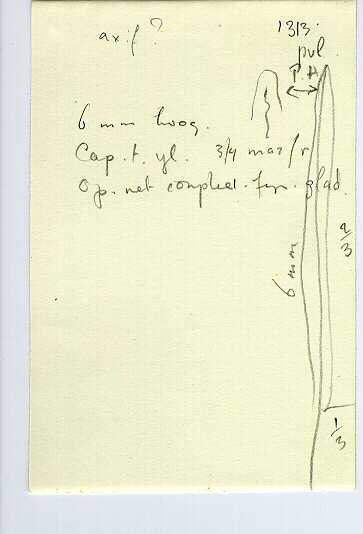 ax. f ?
1313.
pvl
P. A
6 mm hoog.
Cap. t. yl. 3/4 mar/r
Op. net compleet. fyn. glad.
6 mm
2/3
1/3